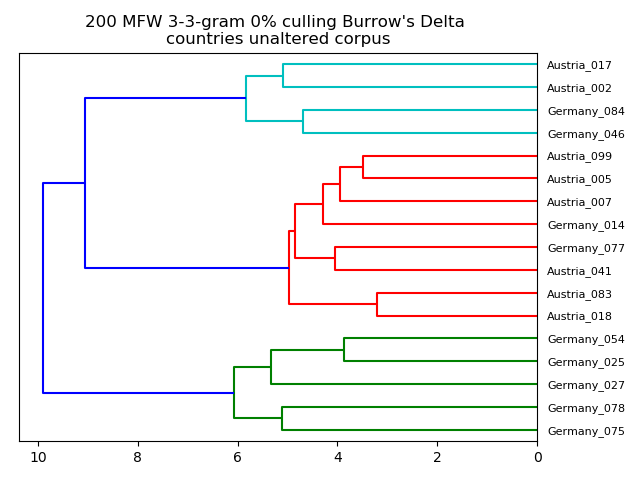 200 MFW 3-3-gram 0% culling Burrow's Delta
countries unaltered corpus
Austria_017
Austria_002
Germany_084
Germany_046
Austria_099
Austria_005
Austria_007
Germany_014
Germany_077
Austria_041
Austria_083
Austria_018
Germany_054
Germany_025
Germany_027
Germany_078
Germany_075
10 8 6 4 2 0